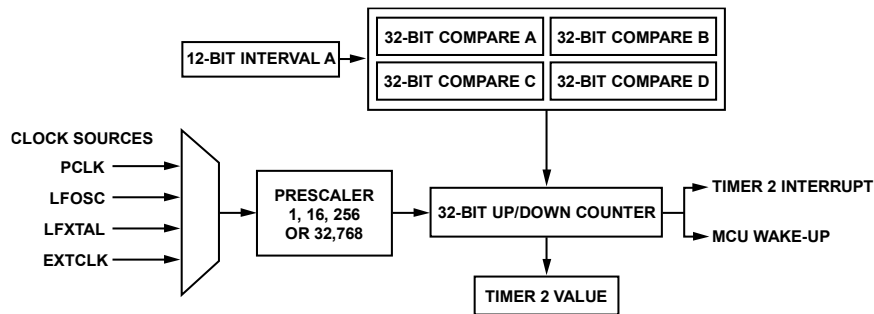 32-BIT COMPARE A
32-BIT COMPARE B
12-BIT INTERVAL A
32-BIT COMPARE C
32-BIT COMPARE D
CLOCK SOURCES
PCLK
LFOSC
LFXTAL
EXTCLK
PRESCALER
1, 16, 256
OR 32,768
32-BIT UP/DOWN COUNTER
TIMER 2 INTERRUPT
MCU WAKE-UP
TIMER 2 VALUE